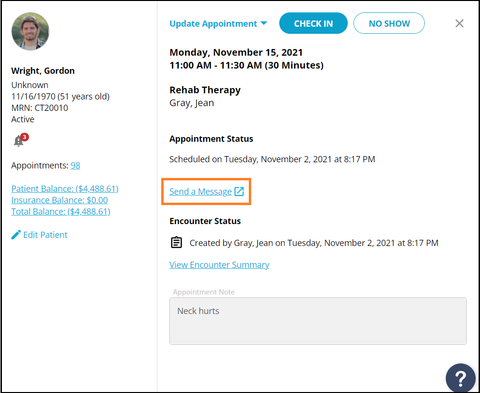 Wright, Gordon
Unknown
11/16/1970 (51 years old)
MRN: CT20010
Active
3
Appointments: 98
Patient Balance: ($4,488.61)
Insurance Balance: $0.00
Total Balance: ($4,488.61)
Edit Patient
Update Appointment
CHECK IN
NO SHOW
Monday, November 15, 2021
11:00 AM - 11:30 AM (30 Minutes)
Rehab Therapy
Gray, Jean
Appointment Status
Scheduled on Tuesday, November 2, 2021 at 8:17 PM
Send a Message
Encounter Status
Created by Gray, Jean on Tuesday, November 2, 2021 at 8:17 PM
View Encounter Summary
Appointment Note
Neck hurts
?